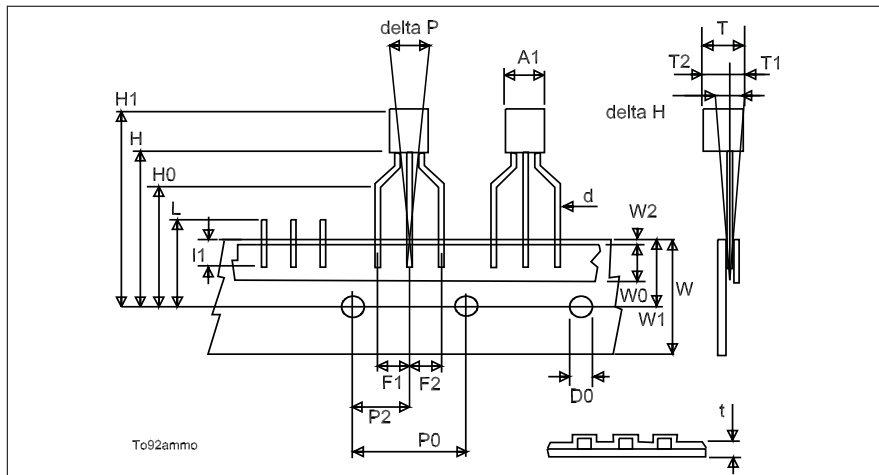 delta P
T
A1
T2
T1
H1
delta H
H
H0
d
L
W2
I1
W0
W
W1
F1
F2
D0
P2
t
P0
To92ammo